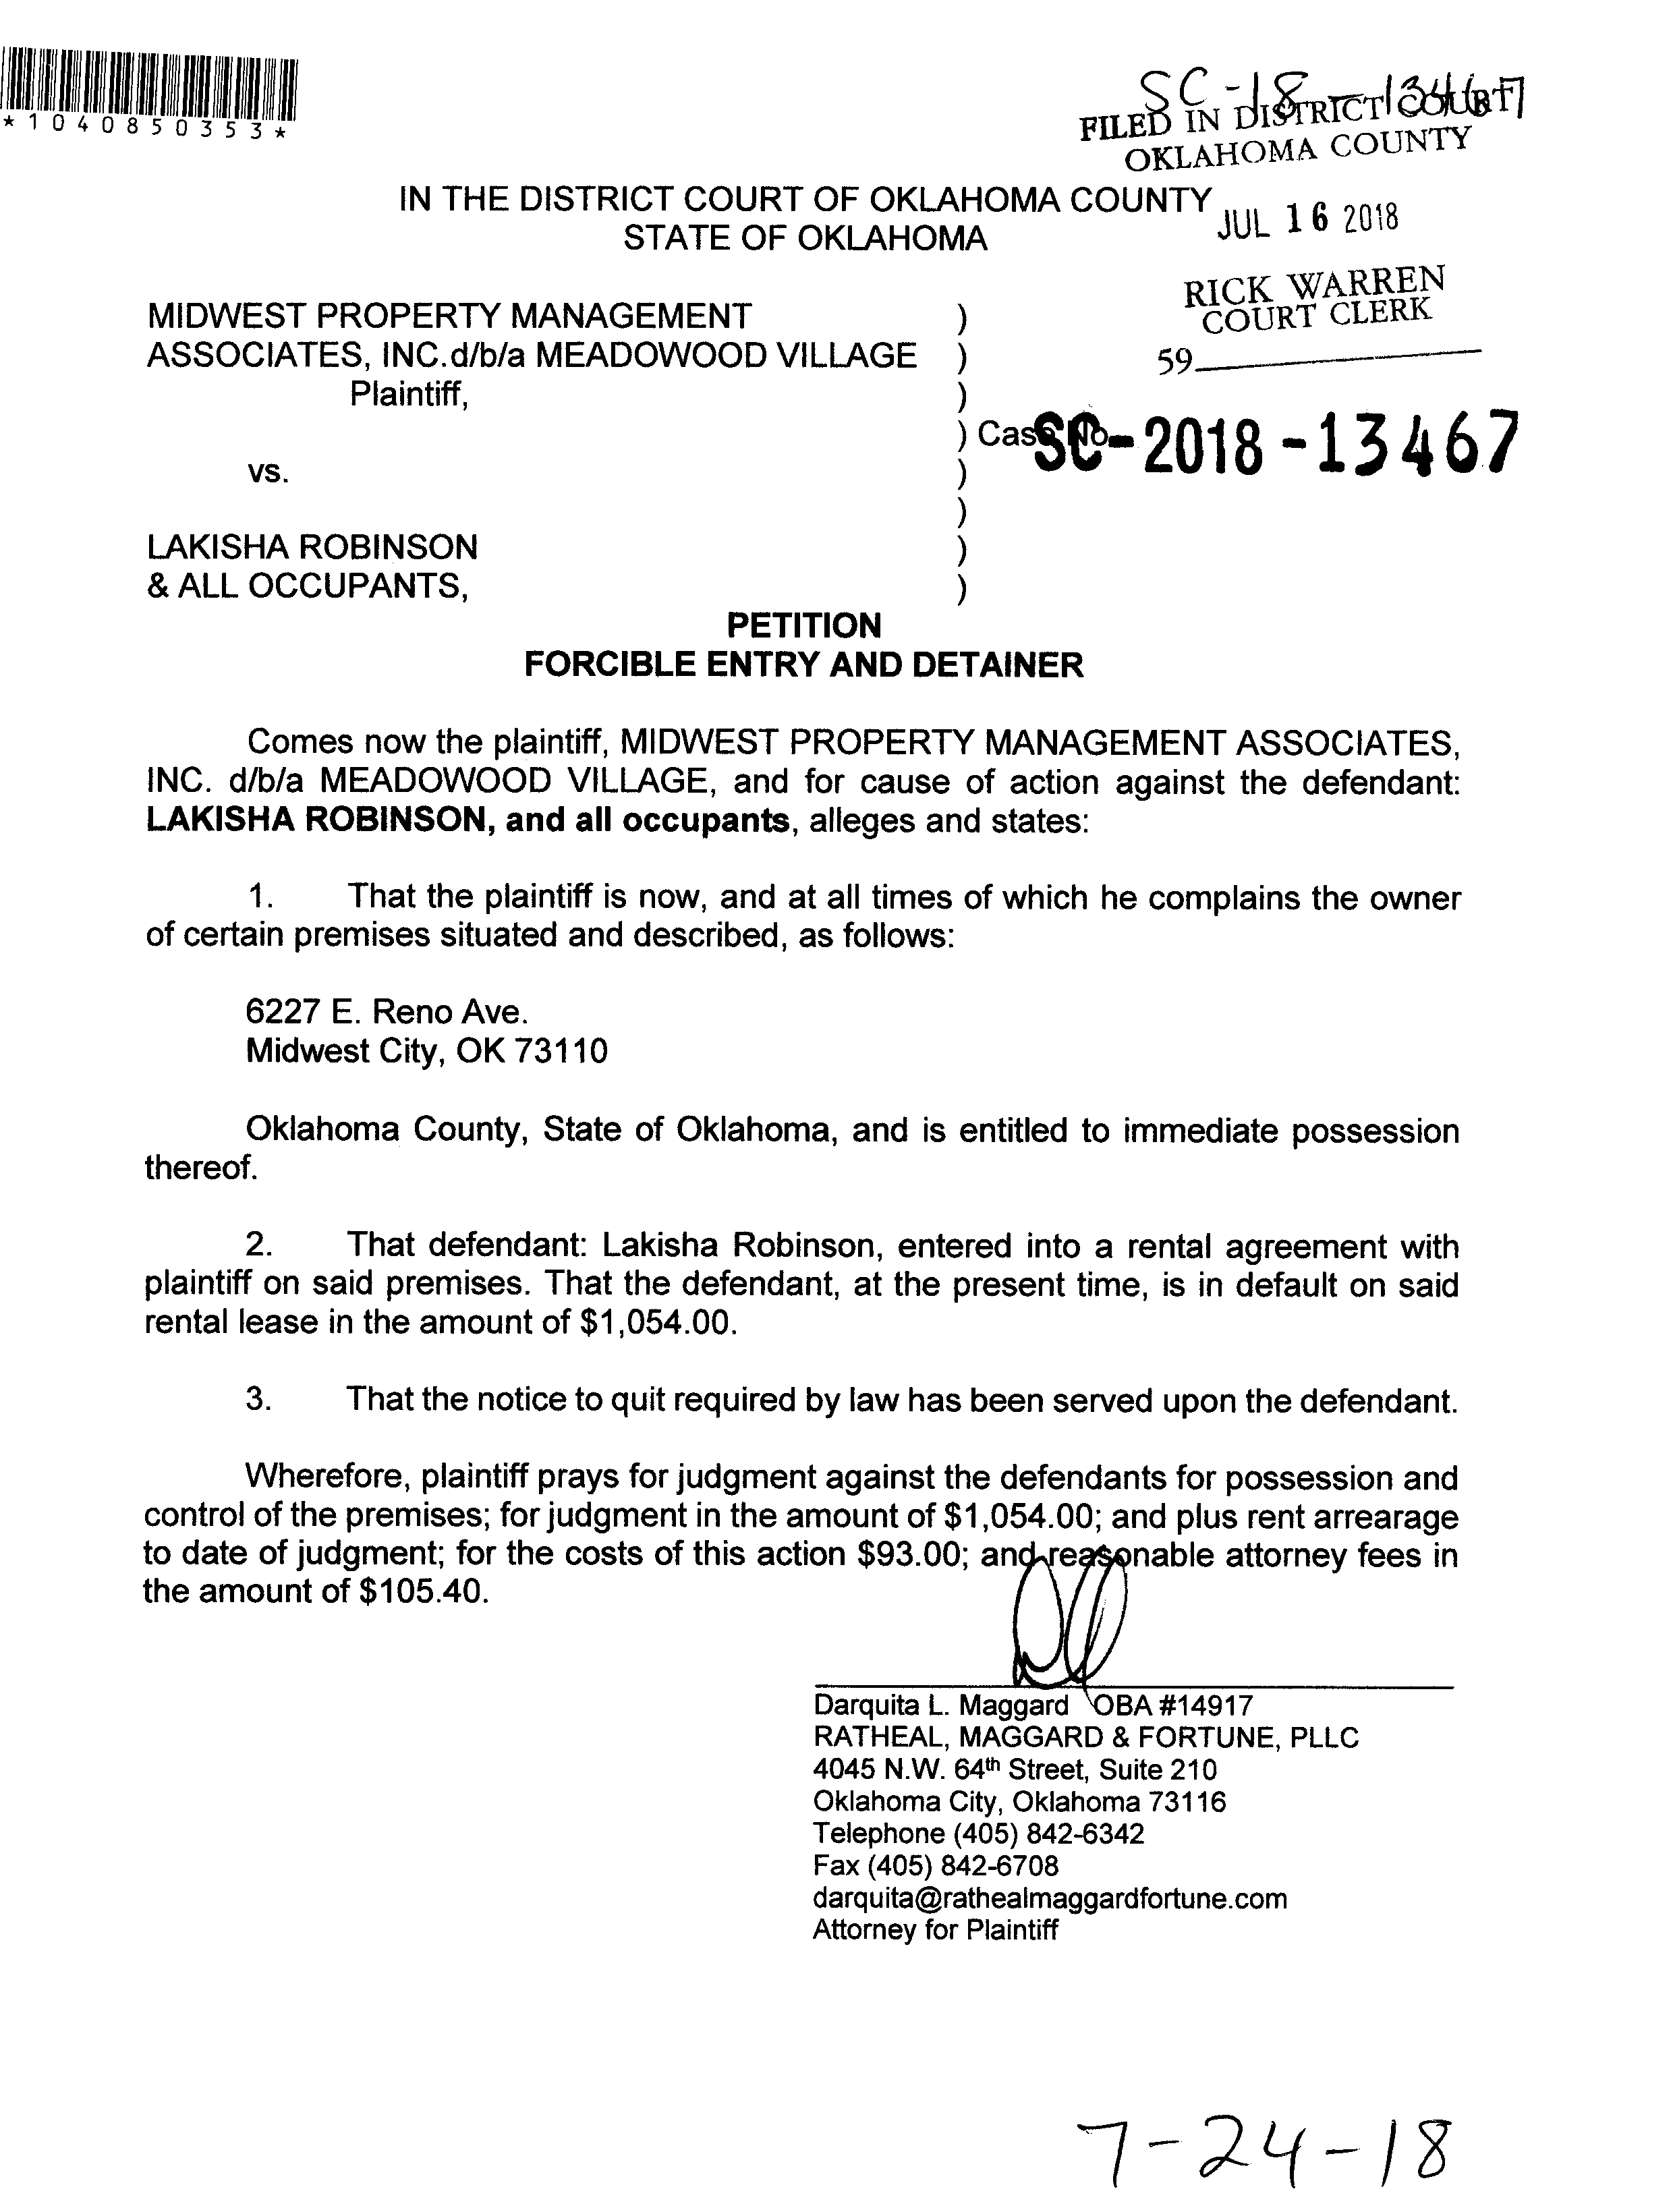 *1040850353*
SC-18-13467
FILED IN DISTRICT COURT
OKLAHOMA COUNTY
IN THE DISTRICT COURT OF OKLAHOMA COUNTY
STATE OF OKLAHOMA
JUL 16 2018
RICK WARREN
COURT CLERK
59
MIDWEST PROPERTY MANAGEMENT )
ASSOCIATES, INC.d/b/a MEADOWOOD VILLAGE )
Plaintiff, )
) Case No. SC-2018-13467
vs. )
)
LAKISHA ROBINSON )
& ALL OCCUPANTS, )
PETITION
FORCIBLE ENTRY AND DETAINER
Comes now the plaintiff, MIDWEST PROPERTY MANAGEMENT ASSOCIATES,
INC. d/b/a MEADOWOOD VILLAGE, and for cause of action against the defendant:
LAKISHA ROBINSON, and all occupants, alleges and states:
1. That the plaintiff is now, and at all times of which he complains the owner
of certain premises situated and described, as follows:
6227 E. Reno Ave.
Midwest City, OK 73110
Oklahoma County, State of Oklahoma, and is entitled to immediate possession
thereof.
2. That defendant: Lakisha Robinson, entered into a rental agreement with
plaintiff on said premises. That the defendant, at the present time, is in default on said
rental lease in the amount of $1,054.00.
3. That the notice to quit required by law has been served upon the defendant.
Wherefore, plaintiff prays for judgment against the defendants for possession and
control of the premises; for judgment in the amount of $1,054.00; and plus rent arrearage
to date of judgment; for the costs of this action $93.00; and reasonable attorney fees in
the amount of $105.40.
Darquita L. Maggard OBA #14917
RATHEAL, MAGGARD & FORTUNE, PLLC
4045 N.W. 64th Street, Suite 210
Oklahoma City, Oklahoma 73116
Telephone (405) 842-6342
Fax (405) 842-6708
darquita@rathealmaggardfortune.com
Attorney for Plaintiff
7-24-18